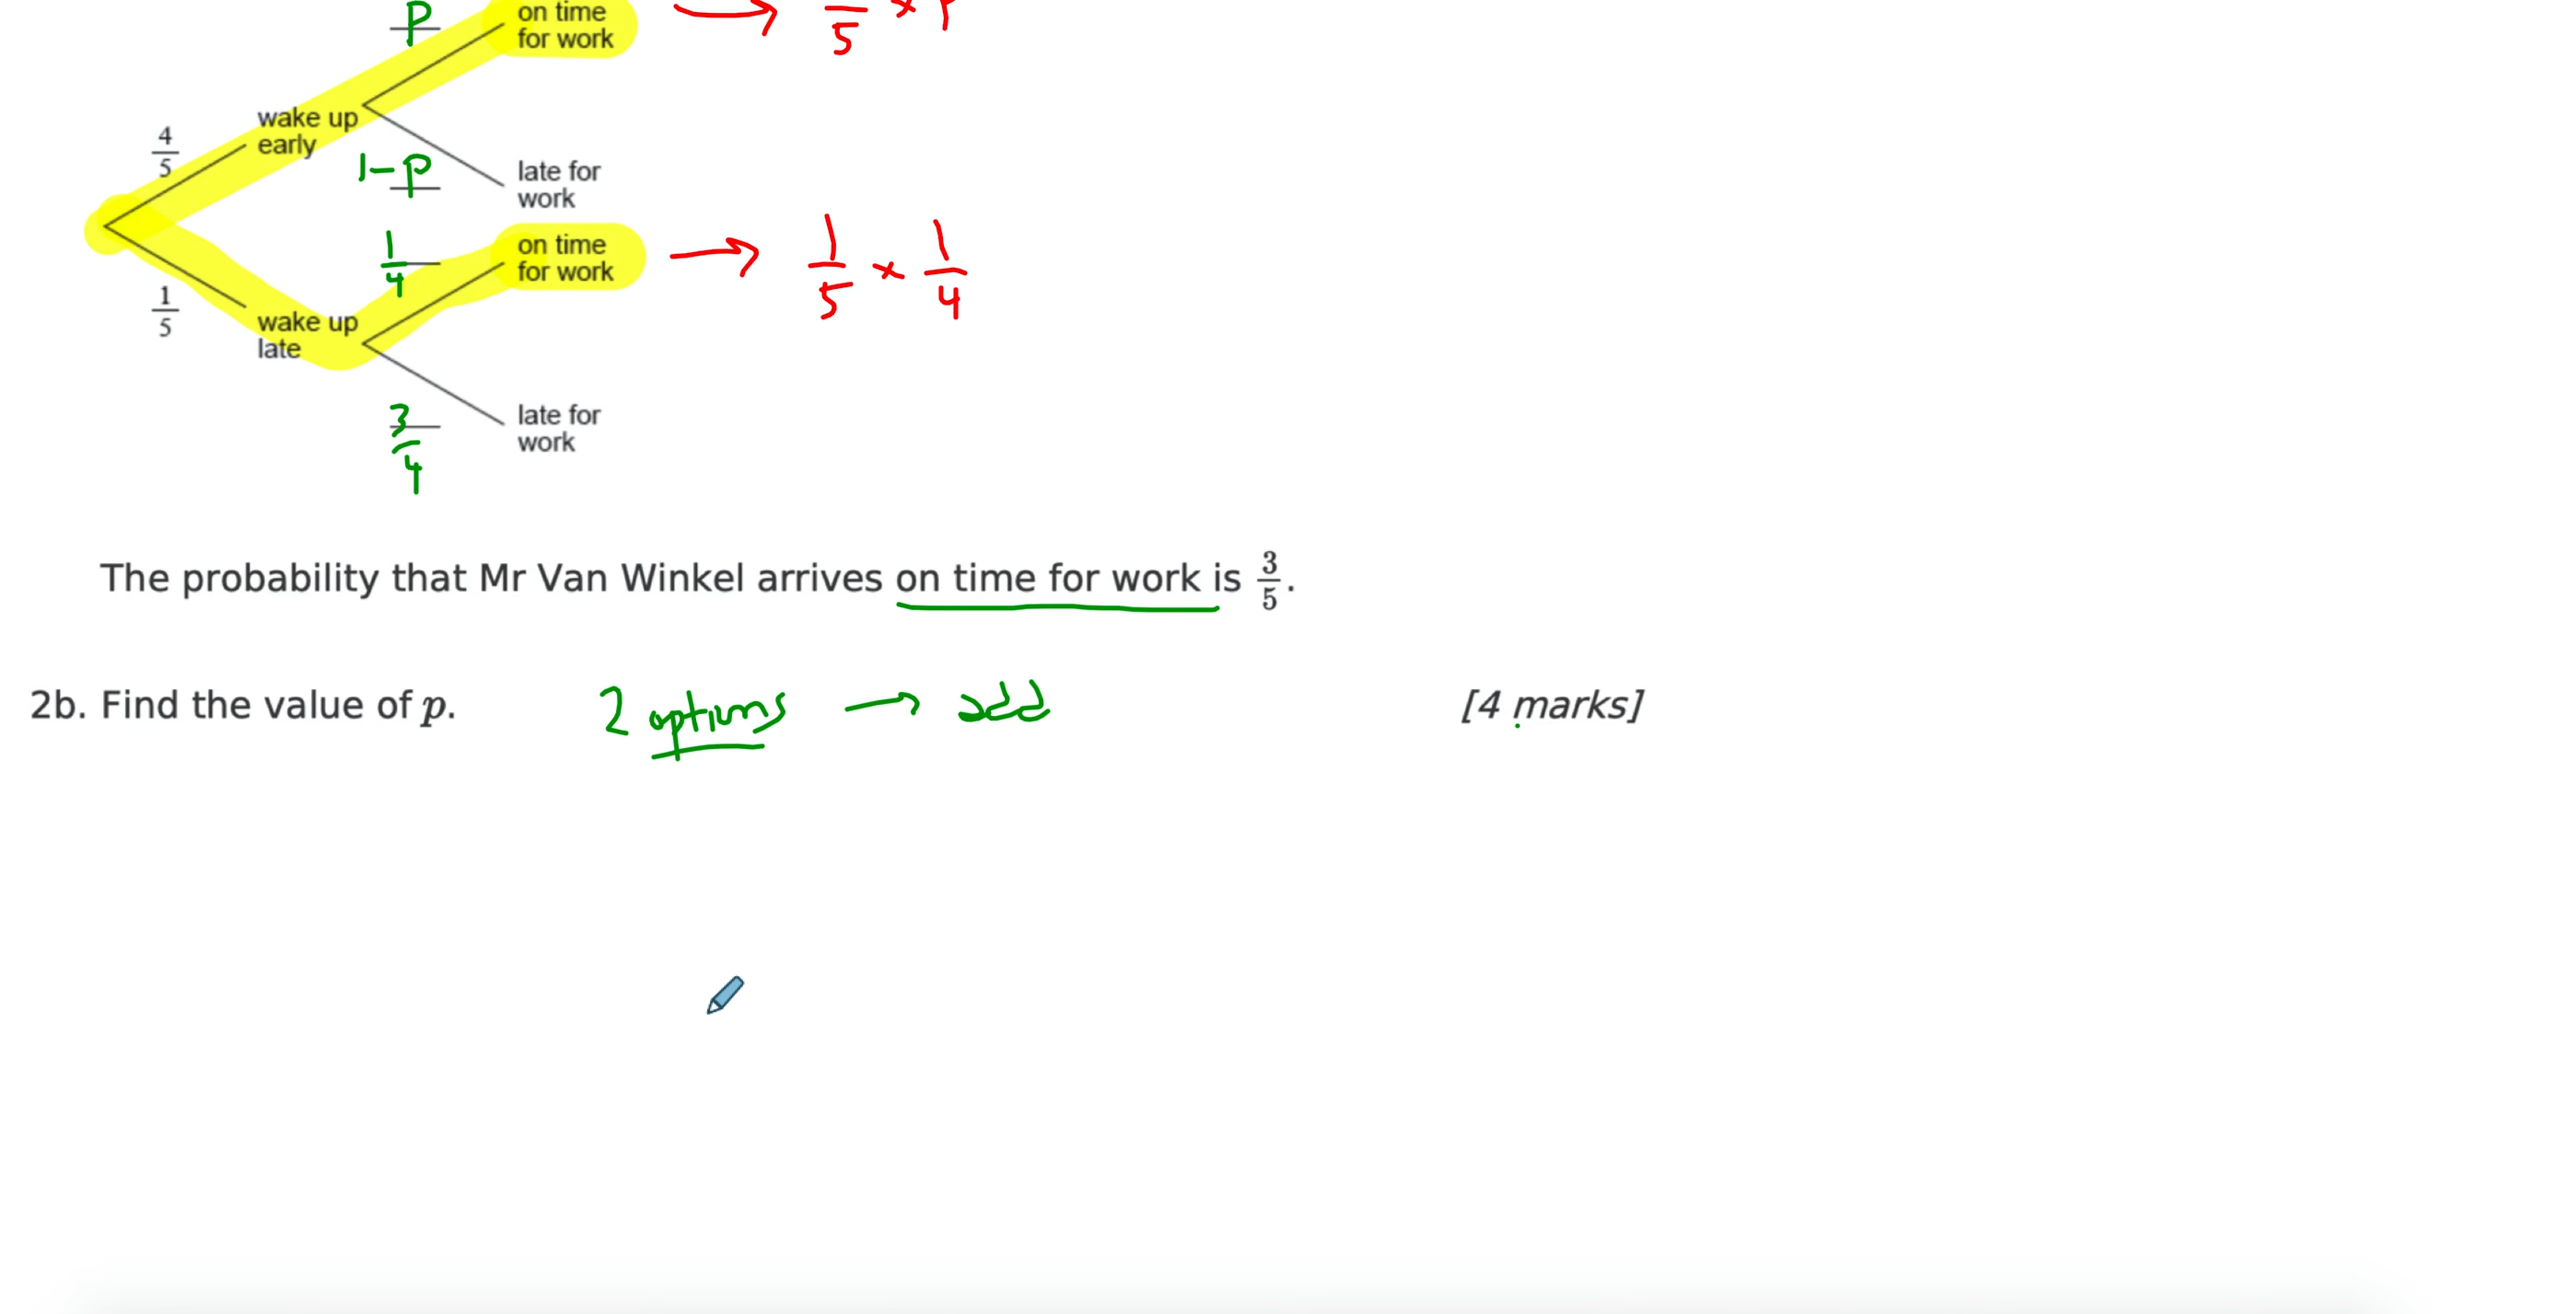 P
on time
for work
→ /5 ×
4/5
wake up
early
1-P
late for
work
1/4
on time
for work
→ 1/5 × 1/4
1/5
wake up
late
3/4
late for
work
The probability that Mr Van Winkel arrives on time for work is 3/5.
2b. Find the value of p.
2 options → add
[4 marks]